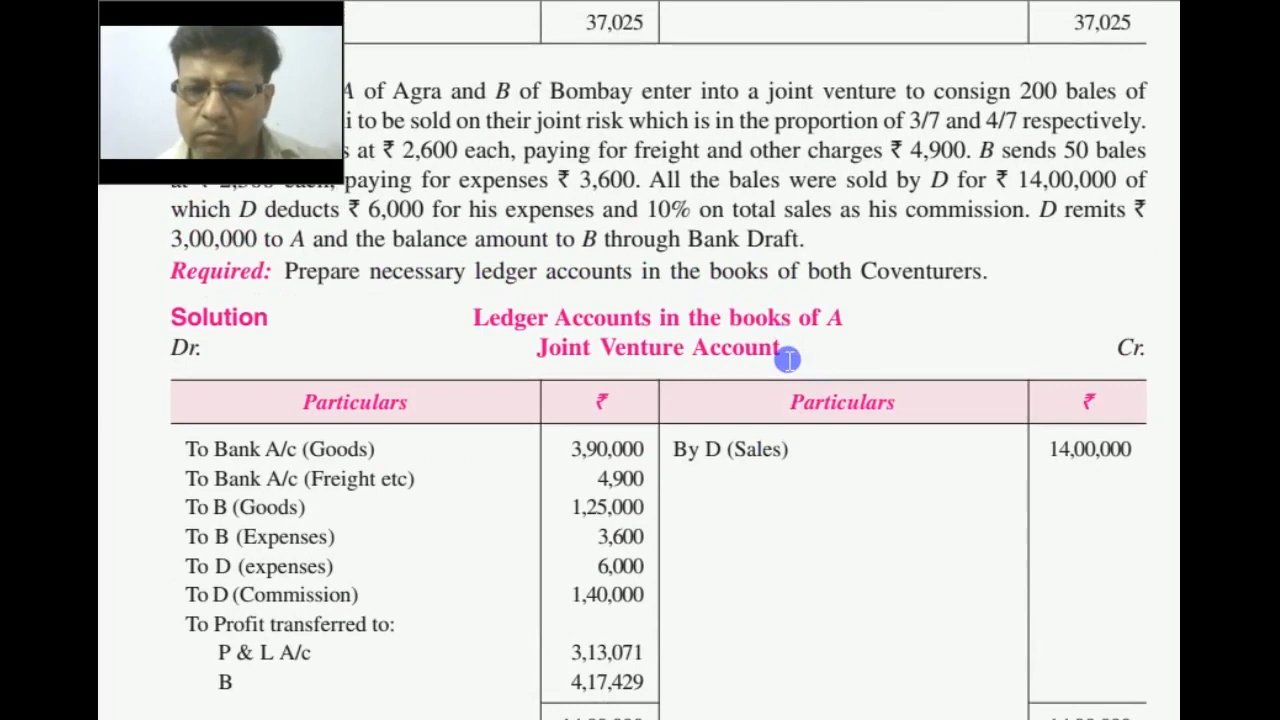 37,025 37,025
A of Agra and B of Bombay enter into a joint venture to consign 200 bales of
i to be sold on their joint risk which is in the proportion of 3/7 and 4/7 respectively.
s at ₹ 2,600 each, paying for freight and other charges ₹ 4,900. B sends 50 bales
paying for expenses ₹ 3,600. All the bales were sold by D for ₹ 14,00,000 of
which D deducts ₹ 6,000 for his expenses and 10% on total sales as his commission. D remits ₹
3,00,000 to A and the balance amount to B through Bank Draft.
Required: Prepare necessary ledger accounts in the books of both Coventurers.
Solution Ledger Accounts in the books of A
Dr. Joint Venture Account Cr.
Particulars ₹ Particulars ₹
To Bank A/c (Goods) 3,90,000 By D (Sales) 14,00,000
To Bank A/c (Freight etc) 4,900
To B (Goods) 1,25,000
To B (Expenses) 3,600
To D (expenses) 6,000
To D (Commission) 1,40,000
To Profit transferred to:
P & L A/c 3,13,071
B 4,17,429